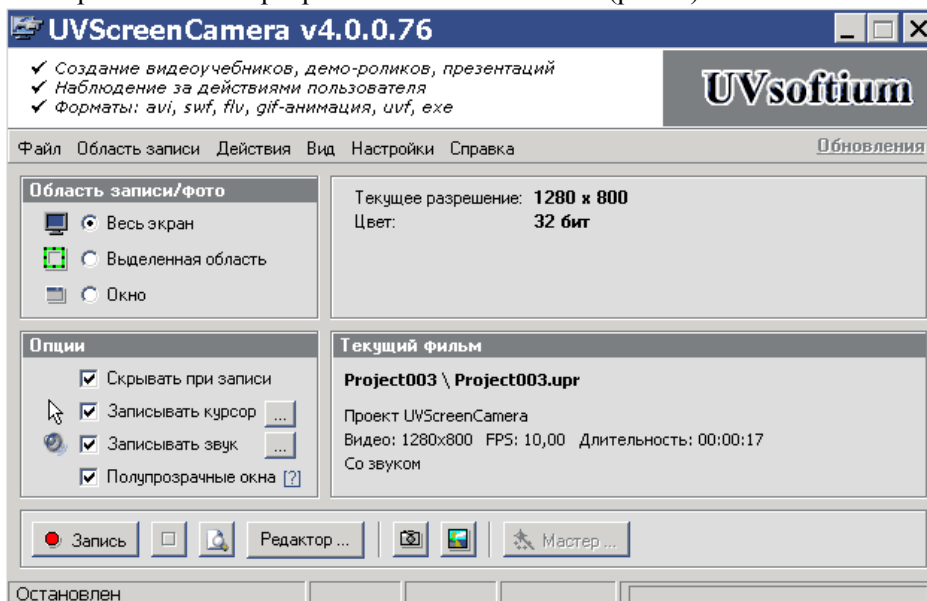 UVScreenCamera v4.0.0.76
Создание видеоучебников, демо-роликов, презентаций
Наблюдение за действиями пользователя
Форматы: avi, swf, flv, gif-анимация, uvf, exe
UVsoftium
Файл Область записи Действия Вид Настройки Справка Обновления
Область записи/фото
Весь экран
Выделенная область
Окно
Текущее разрешение: 1280 x 800
Цвет: 32 бит
Опции
Скрывать при записи
Записывать курсор ...
Записывать звук ...
Полупрозрачные окна [?]
Текущий фильм
Project003 \ Project003.upr
Проект UVScreenCamera
Видео: 1280x800 FPS: 10,00 Длительность: 00:00:17
Со звуком
Запись Редактор ... Мастер ...
Остановлен